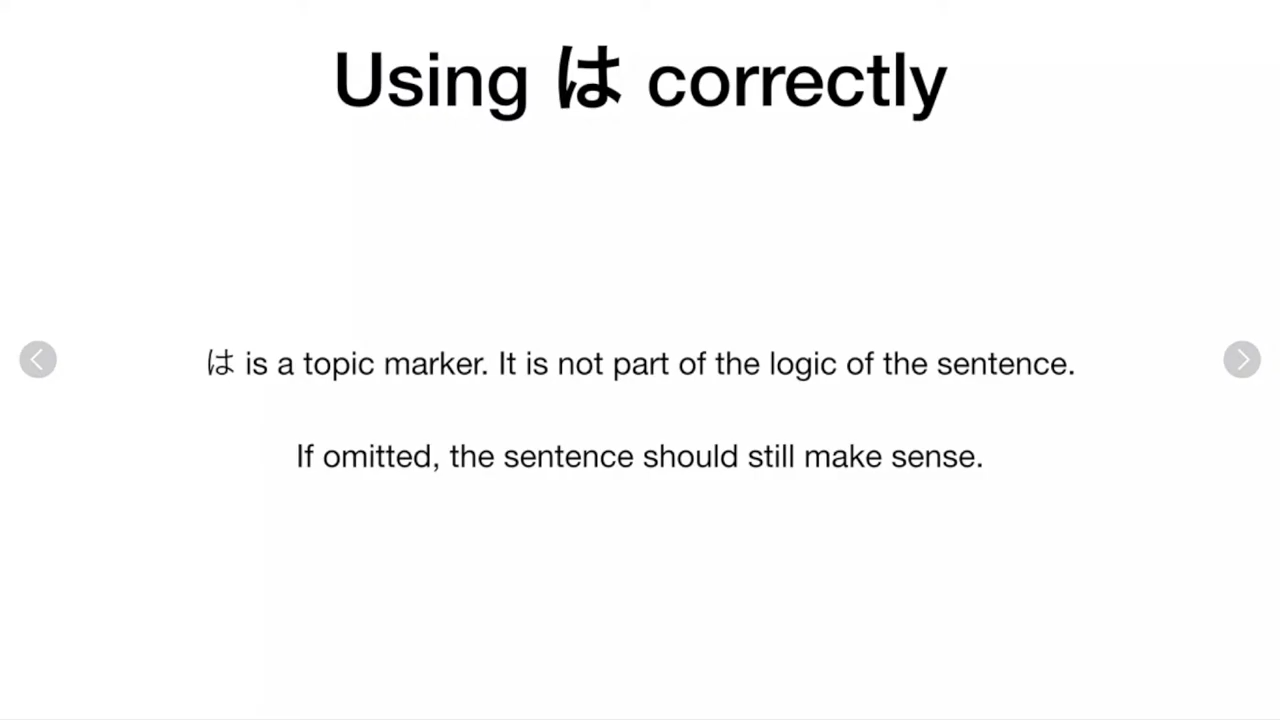 Using は correctly
は is a topic marker. It is not part of the logic of the sentence.
If omitted, the sentence should still make sense.